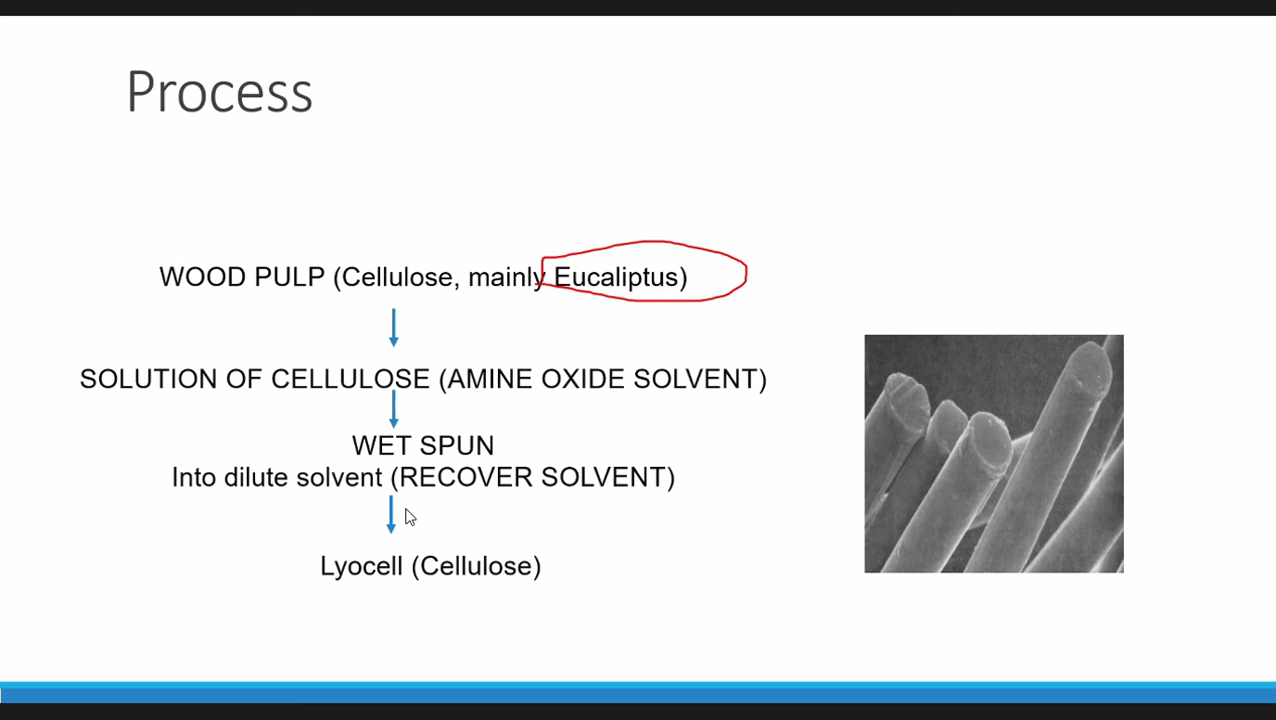 Process
WOOD PULP (Cellulose, mainly Eucaliptus)
SOLUTION OF CELLULOSE (AMINE OXIDE SOLVENT)
WET SPUN
Into dilute solvent (RECOVER SOLVENT)
Lyocell (Cellulose)